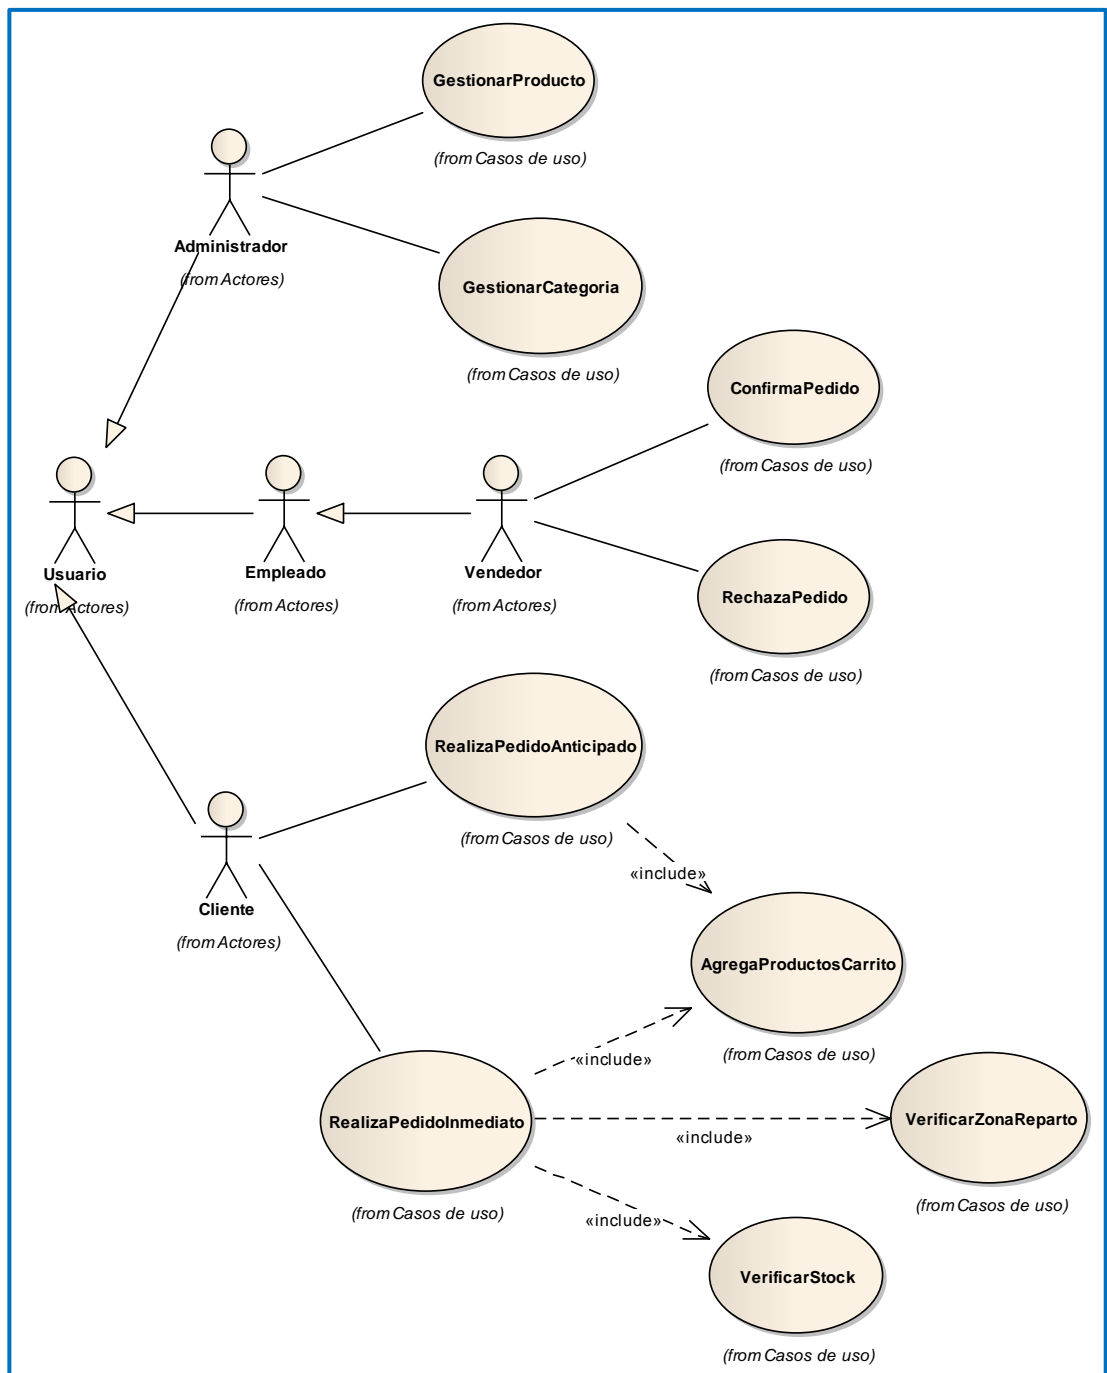 GestionarProducto
(from Casos de uso)
Administrador
(from Actores)
GestionarCategoria
(from Casos de uso)
ConfirmaPedido
(from Casos de uso)
Usuario
(from Actores)
Empleado
(from Actores)
Vendedor
(from Actores)
RechazaPedido
(from Casos de uso)
RealizaPedidoAnticipado
(from Casos de uso)
«include»
Cliente
(from Actores)
AgregaProductosCarrito
(from Casos de uso)
«include»
RealizaPedidoInmediato
(from Casos de uso)
«include»
VerificarZonaReparto
(from Casos de uso)
«include»
VerificarStock
(from Casos de uso)